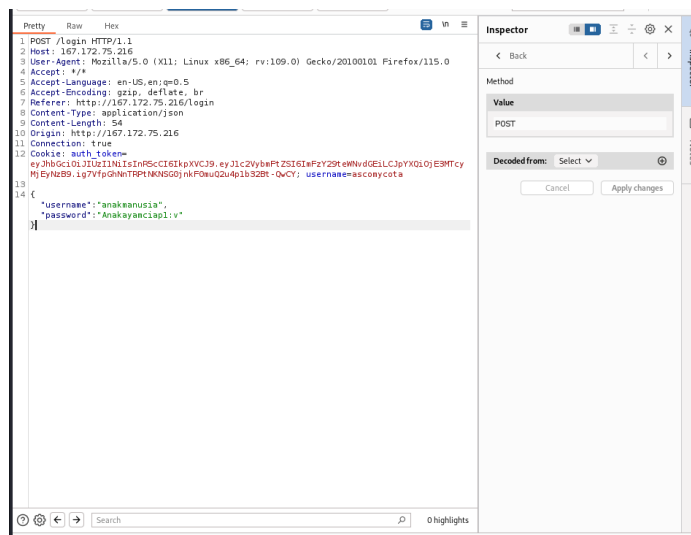 Pretty Raw Hex
\n
1 POST /login HTTP/1.1
2 Host: 167.172.75.216
3 User-Agent: Mozilla/5.0 (X11; Linux x86_64; rv:109.0) Gecko/20100101 Firefox/115.0
4 Accept: */*
5 Accept-Language: en-US,en;q=0.5
6 Accept-Encoding: gzip, deflate, br
7 Referer: http://167.172.75.216/login
8 Content-Type: application/json
9 Content-Length: 54
10 Origin: http://167.172.75.216
11 Connection: true
12 Cookie: auth_token=
eyJhbGciOiJIUzI1NiIsInR5cCI6IkpXVCJ9.eyJ1c2VybmFtZSI6ImFzY29teWNvdGEiLCJpYXQiOjE3MTcy
MjEyNzB9.ig7VfpGhNnTRPtNKNSG0jnkFOmuQ2u4p1b32Bt-QwCY; username=ascomycota
13
14 {
"username":"anakmanusia",
"password":"Anakayamciap1:v"
}
Search
0 highlights
Inspector
Back
Method
Value
POST
Decoded from: Select
Cancel Apply changes